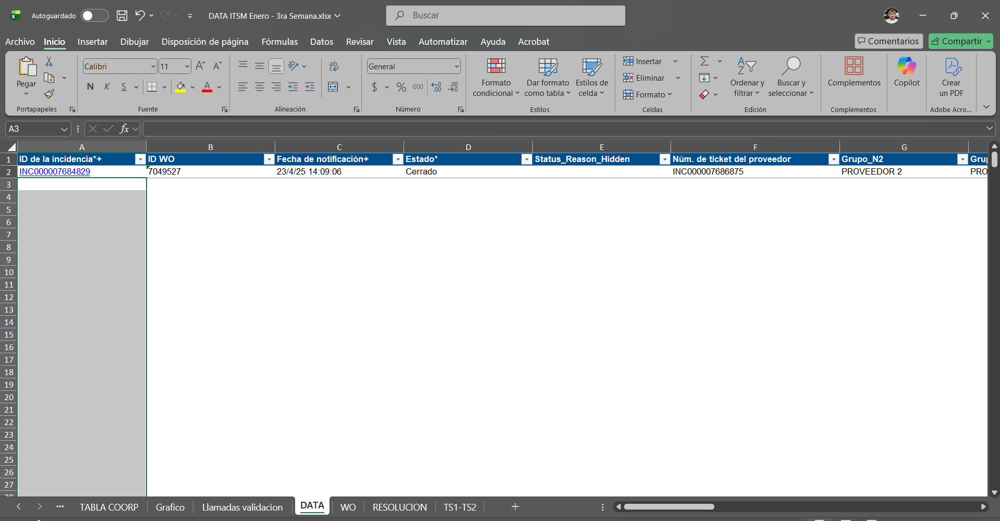 Autoguardado
DATA ITSM Enero - 3ra Semana.xlsx
Buscar
Archivo Inicio Insertar Dibujar Disposición de página Fórmulas Datos Revisar Vista Automatizar Ayuda Acrobat
Comentarios Compartir
Pegar
Portapapeles
Calibri 11
N K S
Fuente
ab
Alineación
General
$ % 000
Número
Formato condicional
Dar formato como tabla
Estilos de celda
Estilos
Insertar
Eliminar
Formato
Celdas
Ordenar y filtrar
Buscar y seleccionar
Edición
Complementos
Complementos
Copilot
Crear un PDF
Adobe Acro...
A3 fx
A B C D E F G
1 ID de la incidencia*+ ID WO Fecha de notificación+ Estado* Status_Reason_Hidden Núm. de ticket del proveedor Grupo_N2 Gru
2 INC000007684829 7049527 23/4/25 14:09:06 Cerrado INC000007686875 PROVEEDOR 2 PRO
3
4
5
6
7
8
9
10
11
12
13
14
15
16
17
18
19
20
21
22
23
24
25
26
27
28
TABLA COORP Grafico Llamadas validacion DATA WO RESOLUCION TS1-TS2